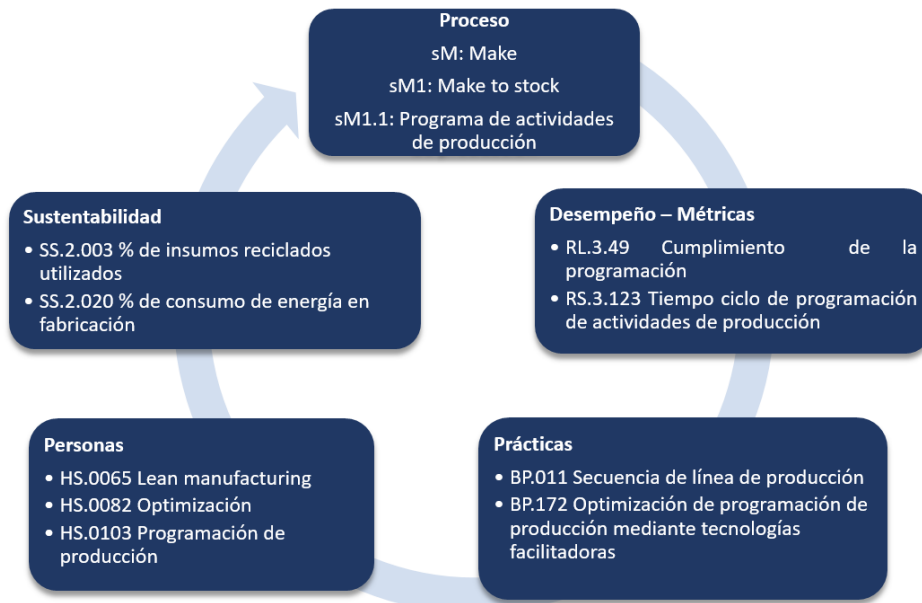 Proceso
sM: Make
sM1: Make to stock
sM1.1: Programa de actividades
de producción
Desempeño – Métricas
• RL.3.49 Cumplimiento de la
programación
• RS.3.123 Tiempo ciclo de programación
de actividades de producción
Prácticas
• BP.011 Secuencia de línea de producción
• BP.172 Optimización de programación de
producción mediante tecnologías
facilitadoras
Personas
• HS.0065 Lean manufacturing
• HS.0082 Optimización
• HS.0103 Programación de
producción
Sustentabilidad
• SS.2.003 % de insumos reciclados
utilizados
• SS.2.020 % de consumo de energía en
fabricación